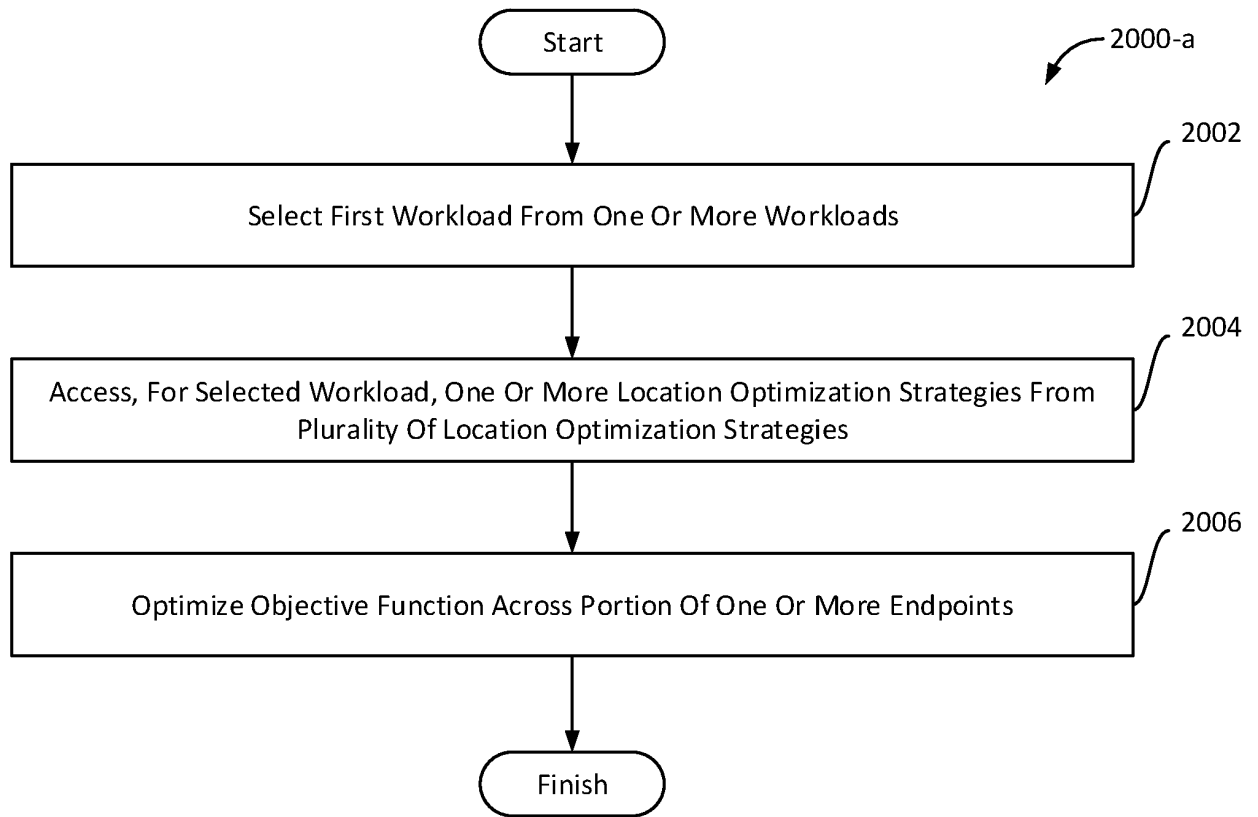 Start
2000-a
2002
Select First Workload From One Or More Workloads
2004
Access, For Selected Workload, One Or More Location Optimization Strategies From
Plurality Of Location Optimization Strategies
2006
Optimize Objective Function Across Portion Of One Or More Endpoints
Finish